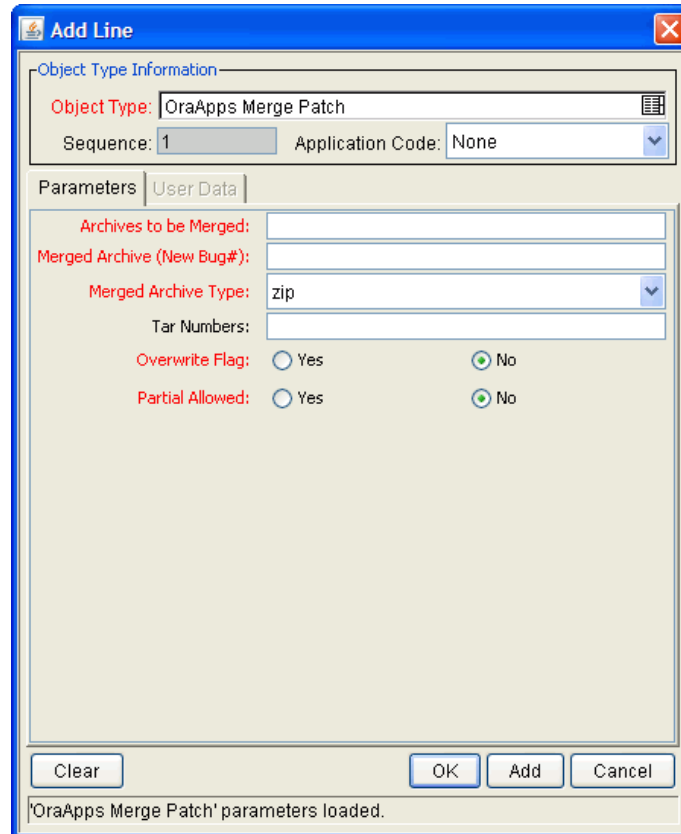 Add Line
Object Type Information
Object Type: OraApps Merge Patch
Sequence: 1 Application Code: None
Parameters User Data
Archives to be Merged:
Merged Archive (New Bug#):
Merged Archive Type: zip
Tar Numbers:
Overwrite Flag: Yes No
Partial Allowed: Yes No
Clear OK Add Cancel
'OraApps Merge Patch' parameters loaded.